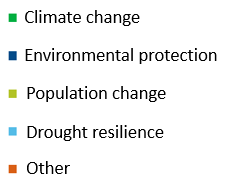 Climate change
Environmental protection
Population change
Drought resilience
Other